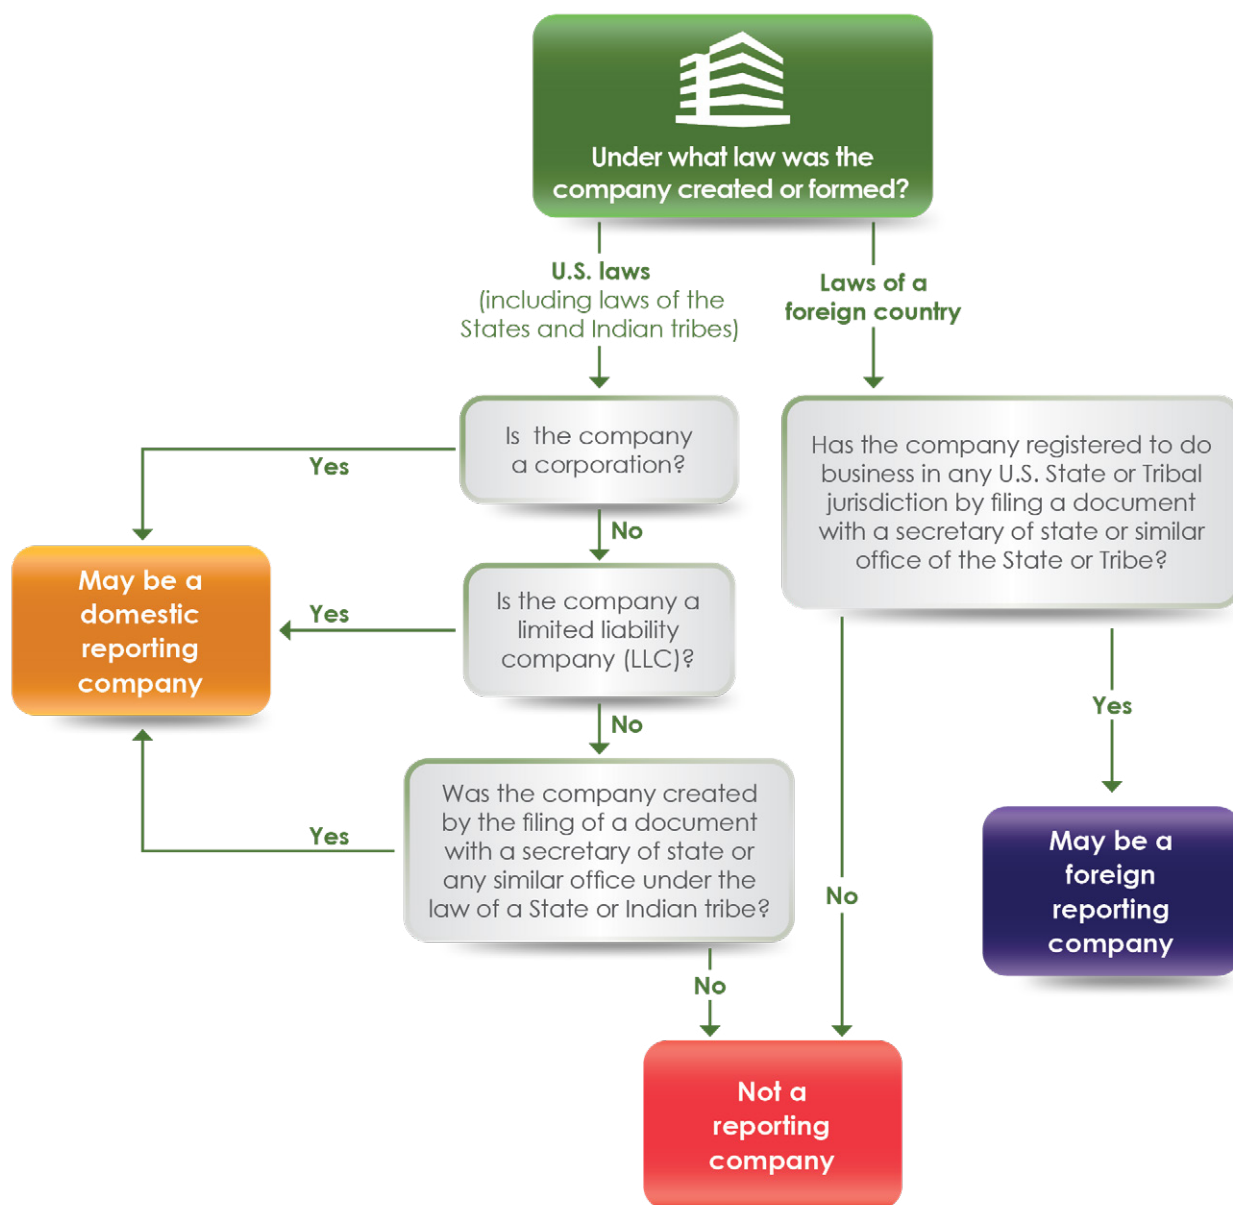 Under what law was the
company created or formed?
U.S. laws
(including laws of the
States and Indian tribes)
Laws of a
foreign country
Is the company
a corporation?
Yes
No
Has the company registered to do
business in any U.S. State or Tribal
jurisdiction by filing a document
with a secretary of state or similar
office of the State or Tribe?
May be a
domestic
reporting
company
Yes
Is the company a
limited liability
company (LLC)?
No
Yes
Was the company created
by the filing of a document
with a secretary of state or
any similar office under the
law of a State or Indian tribe?
Yes
No
No
May be a
foreign
reporting
company
Not a
reporting
company